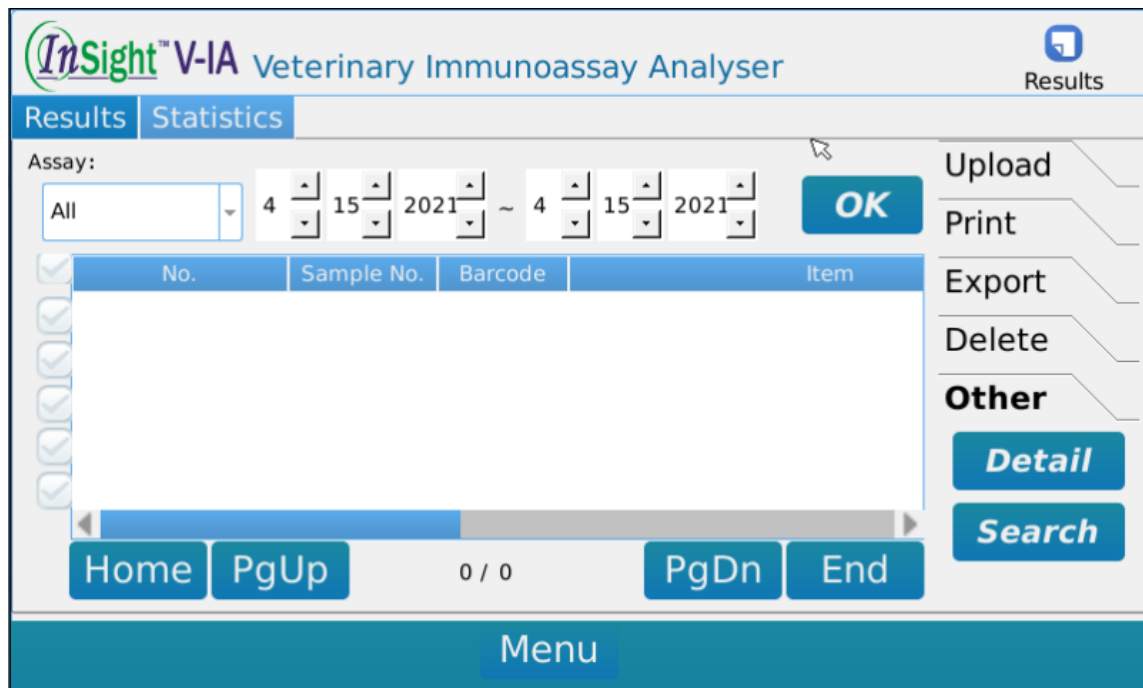 InSight™ V-IA Veterinary Immunoassay Analyser
Results
Results Statistics
Assay:
All 4 15 2021 ~ 4 15 2021 OK
No. Sample No. Barcode Item
Upload
Print
Export
Delete
Other
Detail
Search
Home PgUp 0 / 0 PgDn End
Menu